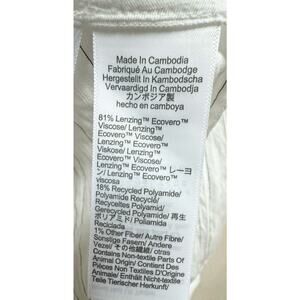 Made In Cambodia
Fabriqué Au Cambodge
Hergestellt In Kambodscha
Vervaardigd In Cambodja
カンボジア製
hecho en camboya
81% Lenzing™ Ecovero™
Viscose/ Lenzing™
Ecovero™ Viscose/
Lenzing™ Ecovero™
Viskose/ Lenzing™
Ecovero™ Viscose/
Lenzing™ Ecovero™ レーヨ
ン/ Lenzing™ Ecovero™
viscosa
18% Recycled Polyamide/
Polyamide Recyclé/
Recyceltes Polyamid/
Gerecycled Polyamide/ 再生
ポリアミド/ Poliamida
Reciclada
1% Other Fiber/ Autre Fibre/
Sonstige Fasern/ Andere
Vezel/ その他繊維/ otras
Contains Non-textile Parts Of
Animal Origin/ Contient Des
Pièces Non Textiles D'Origine
Animale/ Enthält Nicht-textile
Teile Tierischer Herkunft/